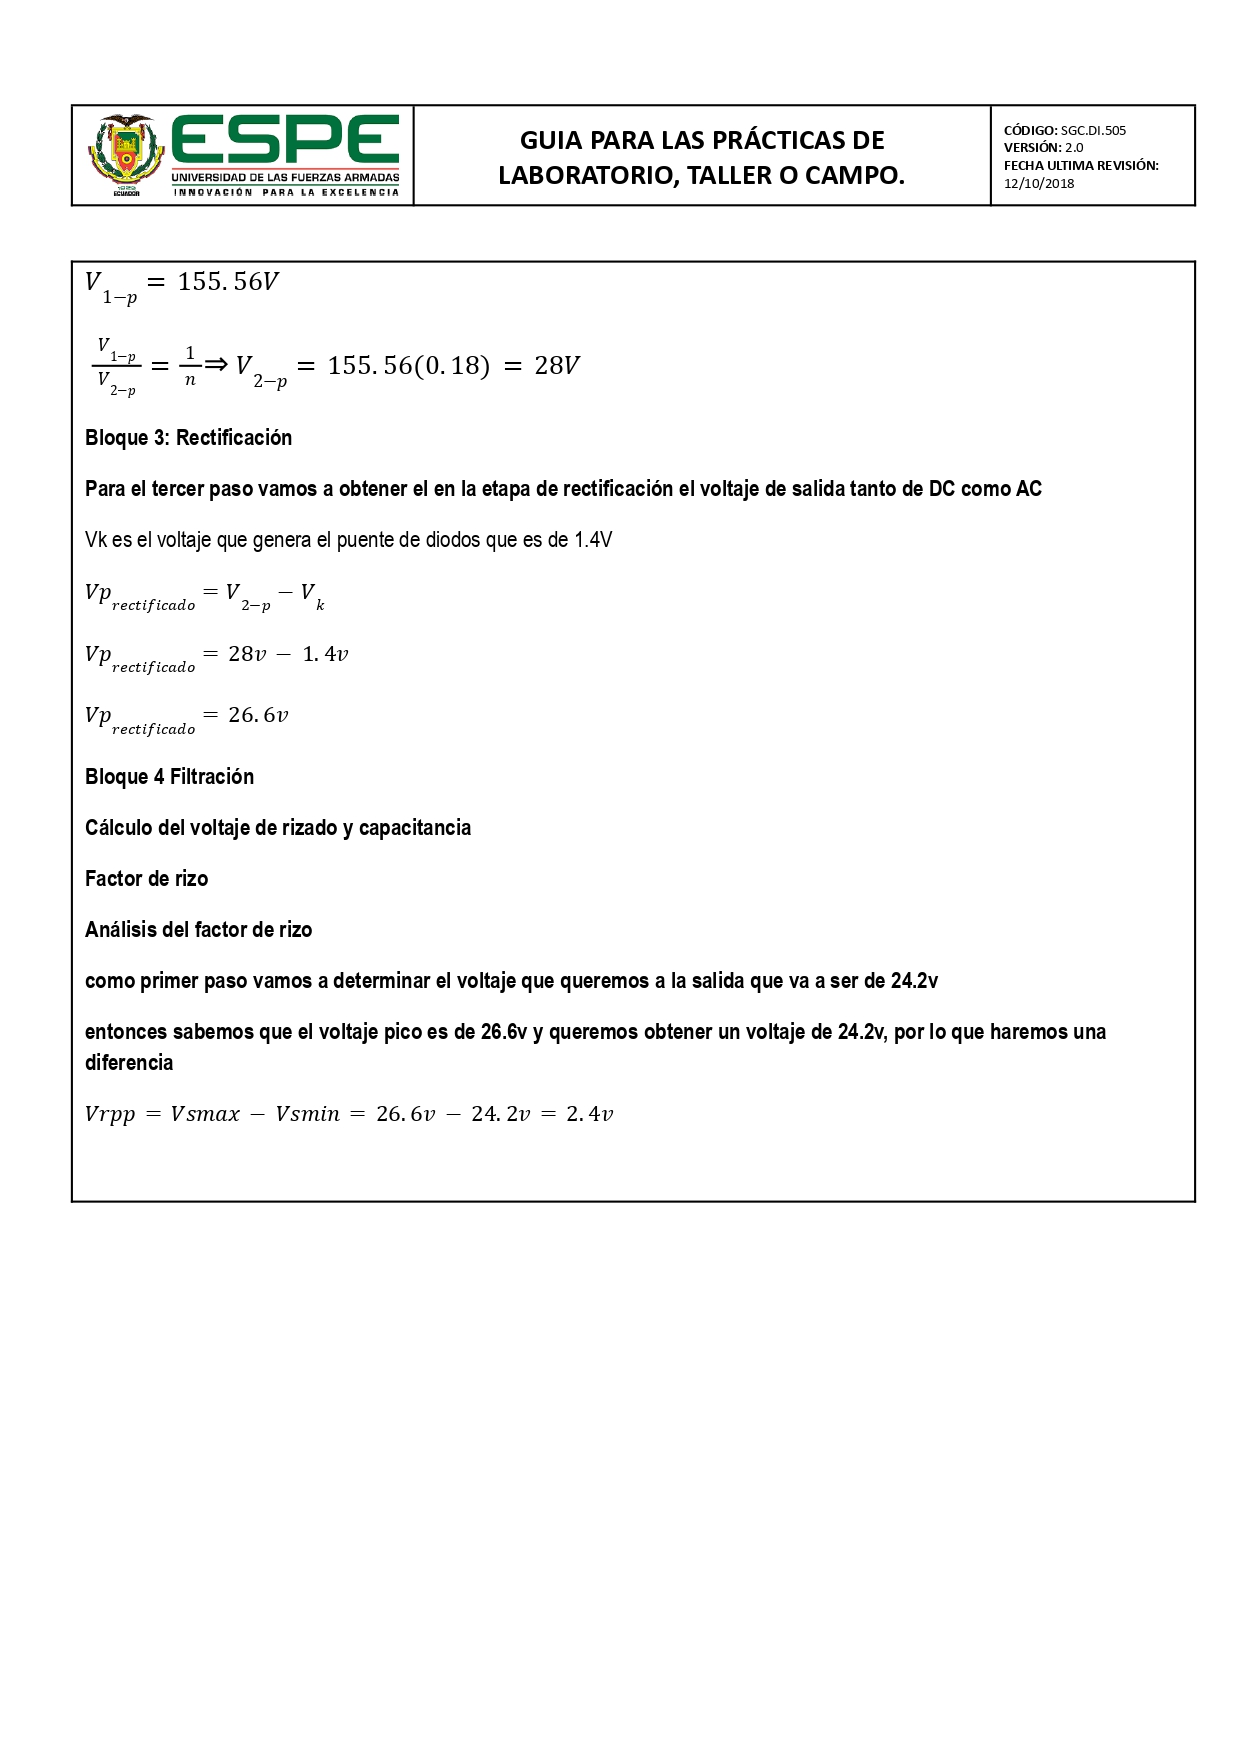 ESPE
UNIVERSIDAD DE LAS FUERZAS ARMADAS
INNOVACIÓN PARA LA EXCELENCIA
1922
ECUADOR
GUIA PARA LAS PRÁCTICAS DE
LABORATORIO, TALLER O CAMPO.
CÓDIGO: SGC.DI.505
VERSIÓN: 2.0
FECHA ULTIMA REVISIÓN:
12/10/2018
V_{1−p} = 155.56V
\frac{V_{1−p}}{V_{2−p}} = \frac{1}{n} ⇒ V_{2−p} = 155.56(0.18) = 28V
Bloque 3: Rectificación
Para el tercer paso vamos a obtener el en la etapa de rectificación el voltaje de salida tanto de DC como AC
Vk es el voltaje que genera el puente de diodos que es de 1.4V
Vp_{rectificado} = V_{2−p} − V_k
Vp_{rectificado} = 28v − 1.4v
Vp_{rectificado} = 26.6v
Bloque 4 Filtración
Cálculo del voltaje de rizado y capacitancia
Factor de rizo
Análisis del factor de rizo
como primer paso vamos a determinar el voltaje que queremos a la salida que va a ser de 24.2v
entonces sabemos que el voltaje pico es de 26.6v y queremos obtener un voltaje de 24.2v, por lo que haremos una
diferencia
Vrpp = Vsmax − Vsmin = 26.6v − 24.2v = 2.4v